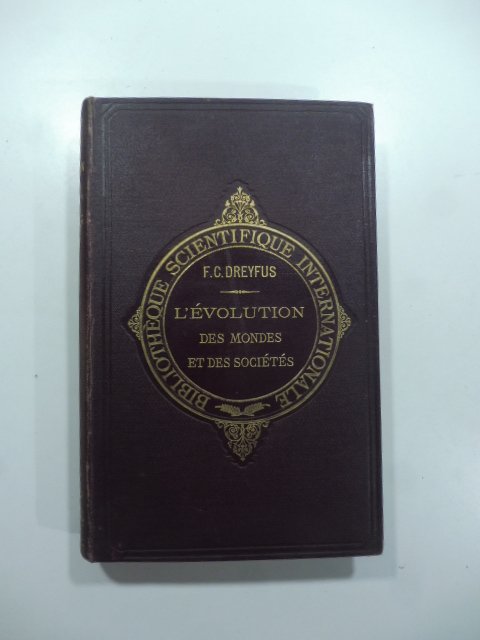 BIBLIOTHÈQUE SCIENTIFIQUE INTERNATIONALE
F. C. DREYFUS
L'ÉVOLUTION
DES MONDES
ET DES SOCIÉTÉS